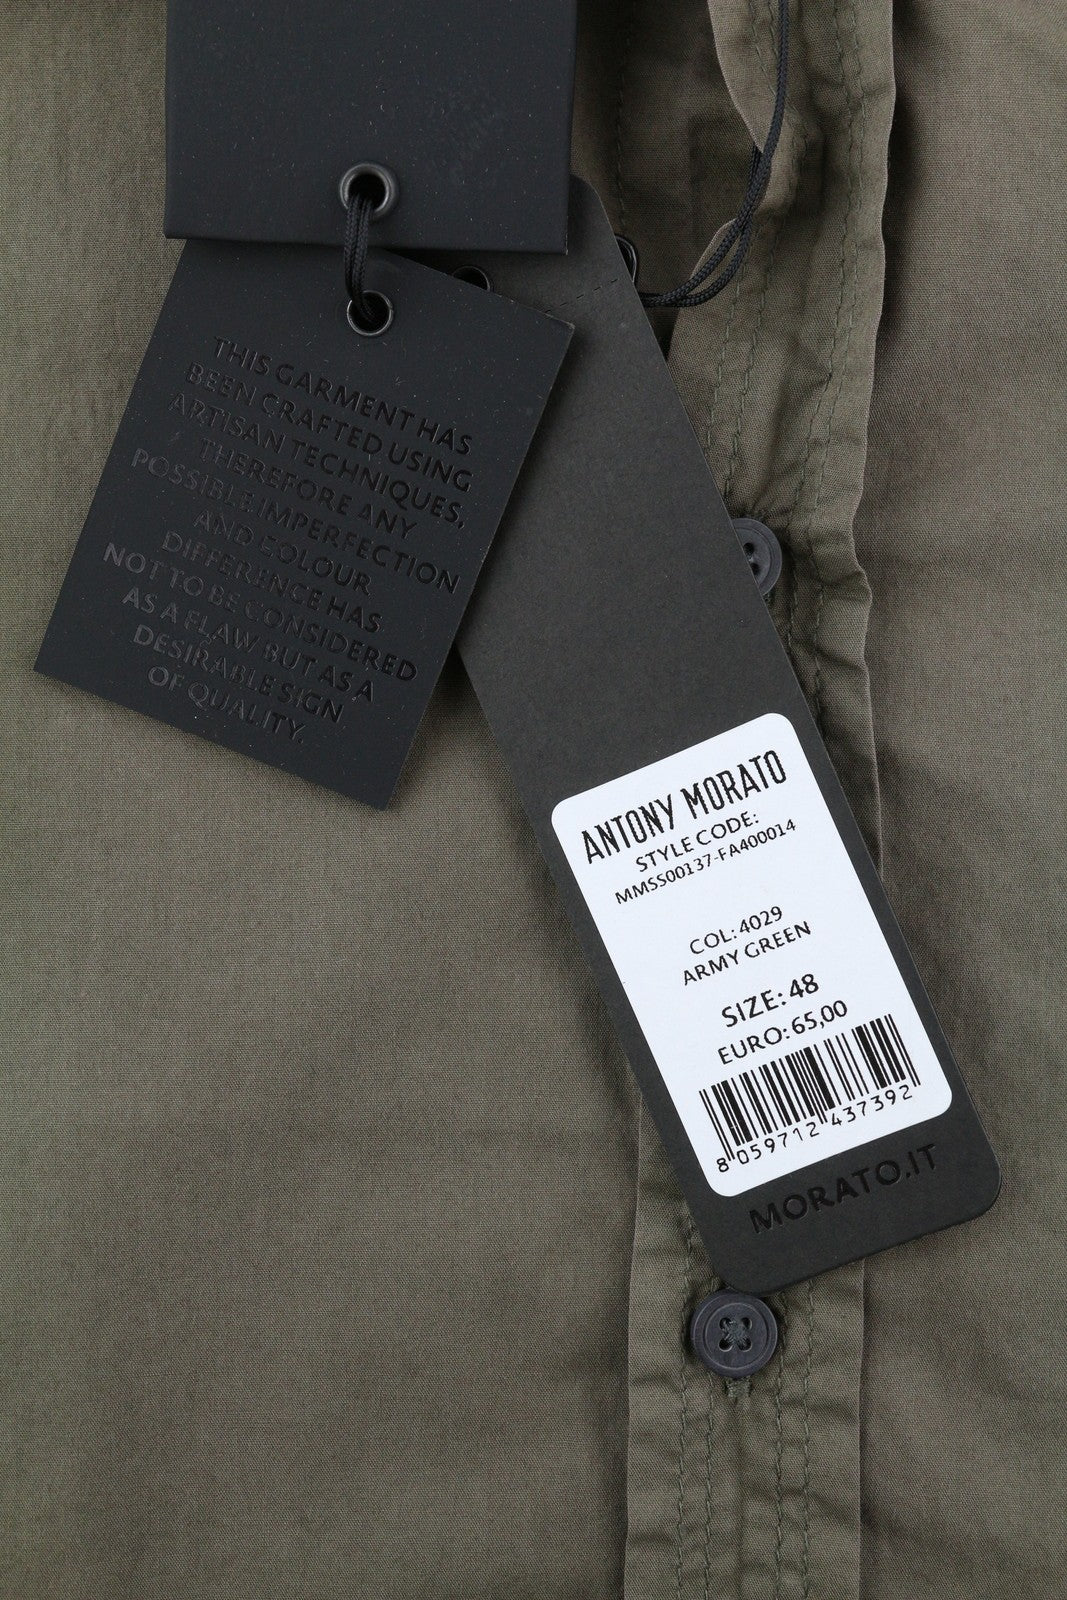 THIS GARMENT HAS
BEEN CRAFTED USING
ARTISAN TECHNIQUES,
THEREFORE ANY
POSSIBLE IMPERFECTION
AND COLOUR
DIFFERENCE HAS
NOT TO BE CONSIDERED
AS A FLAW BUT AS A
DESIRABLE SIGN
OF QUALITY.
ANTONY MORATO
STYLE CODE:
MMSS00137-FA400014
COL: 4029
ARMY GREEN
SIZE: 48
EURO: 65,00
8 059712 437392
MORATO.IT